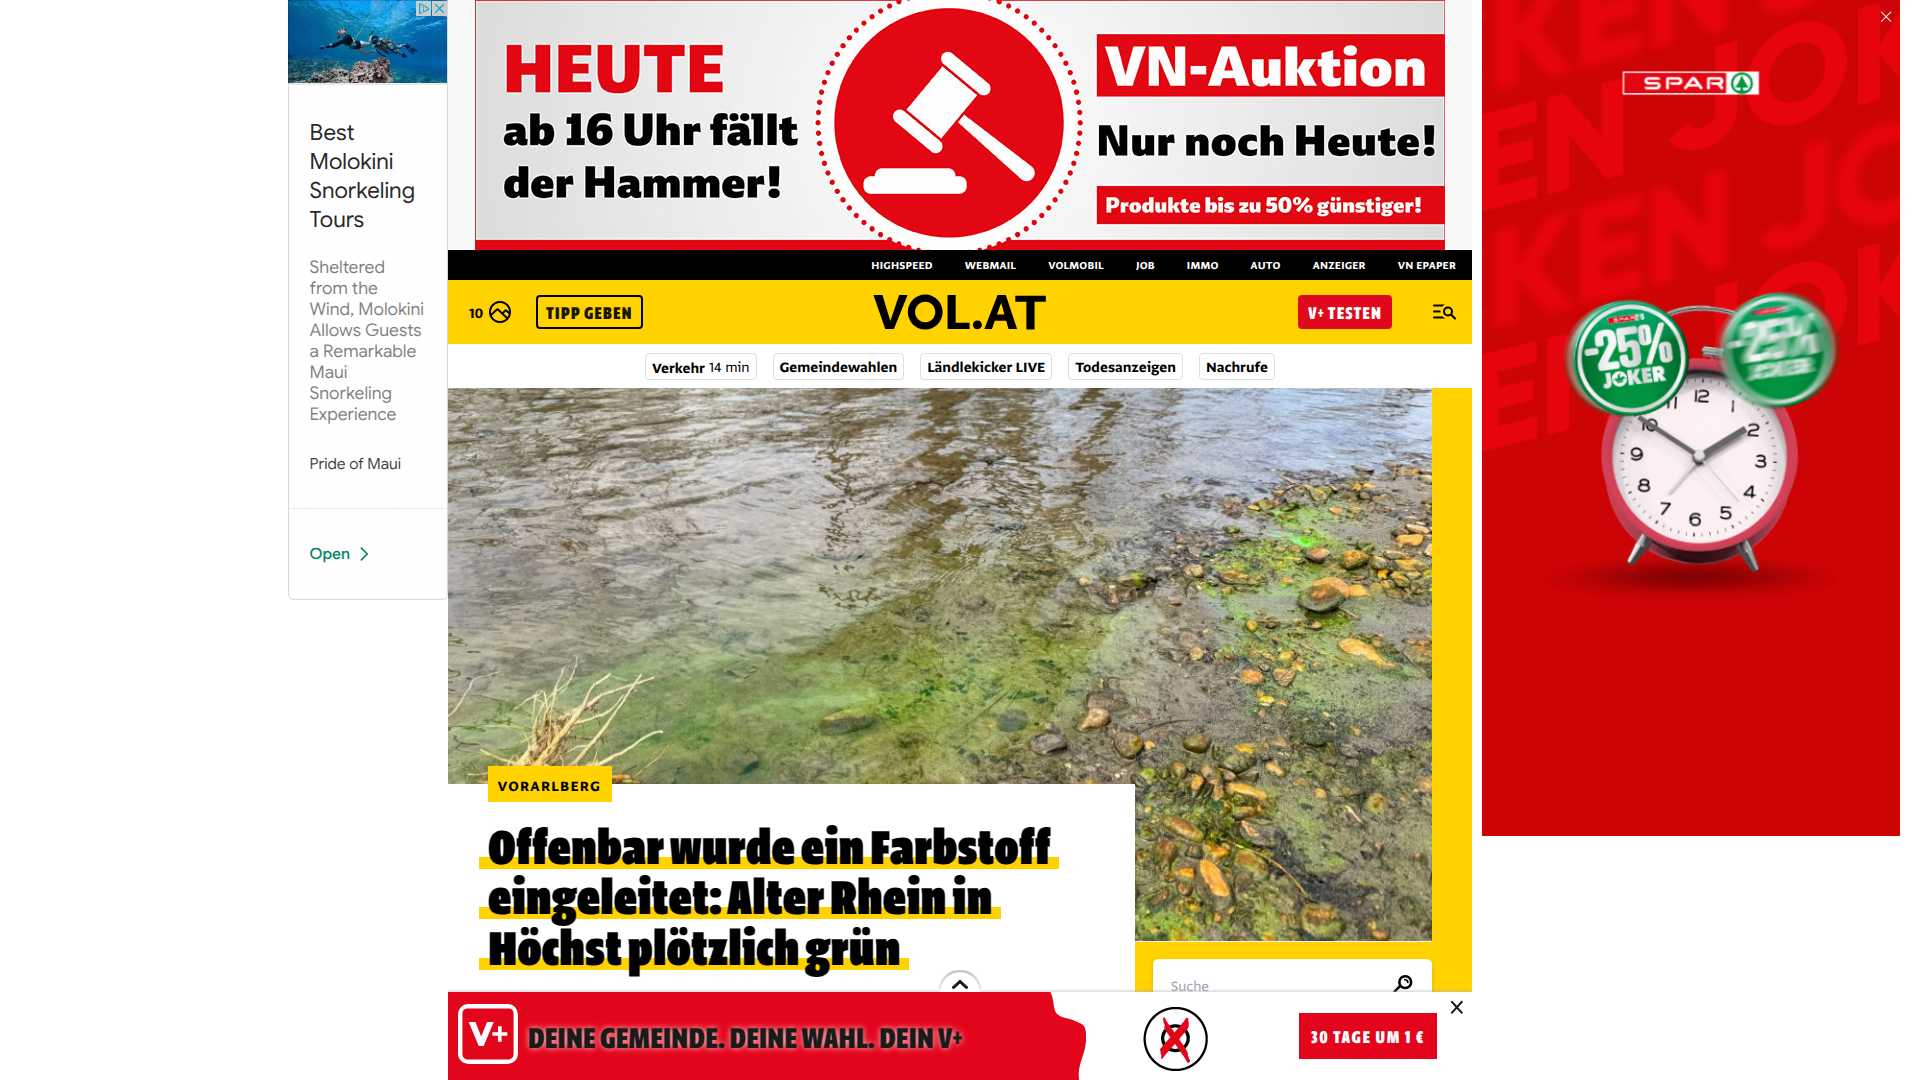 Best
Molokini
Snorkeling
Tours
Sheltered
from the
Wind, Molokini
Allows Guests
a Remarkable
Maui
Snorkeling
Experience
Pride of Maui
Open
HEUTE
ab 16 Uhr fällt
der Hammer!
VN-Auktion
Nur noch Heute!
Produkte bis zu 50% günstiger!
HIGHSPEED WEBMAIL VOLMOBIL JOB IMMO AUTO ANZEIGER VN EPAPER
10 TIPP GEBEN VOL.AT V+ TESTEN
Verkehr 14 min Gemeindewahlen Ländlekicker LIVE Todesanzeigen Nachrufe
VORARLBERG
Offenbar wurde ein Farbstoff
eingeleitet: Alter Rhein in
Höchst plötzlich grün
Suche
V+ DEINE GEMEINDE. DEINE WAHL. DEIN V+
30 TAGE UM 1 €
SPAR
-25%
JOKER
-25%
JOKER
12
1
2
3
4
5
6
7
8
9
10
11